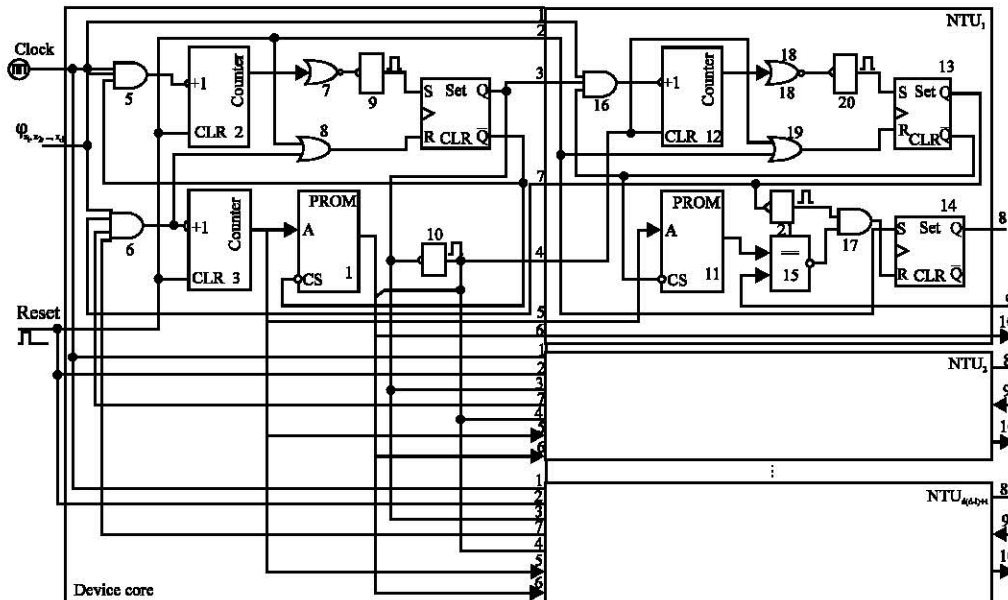 1
2
NTU₁
Clock
+1
Counter
CLR 2
5
7
9
S Set Q
R
CLR Q̄
8
3
16
+1
Counter
CLR 12
18
18
20
13
S Set Q
R
CLR Q̄
19
7
6
+1
Counter
CLR 3
PROM
A
CS
1
10
4
PROM
A
CS
11
21
=
15
17
14
S Set Q
R CLR Q̄
8
9
10
Reset
5
6
1
2
3
7
4
5
6
NTU₂
8
9
10
⋮
1
2
3
7
4
5
6
8
9
10
Device core